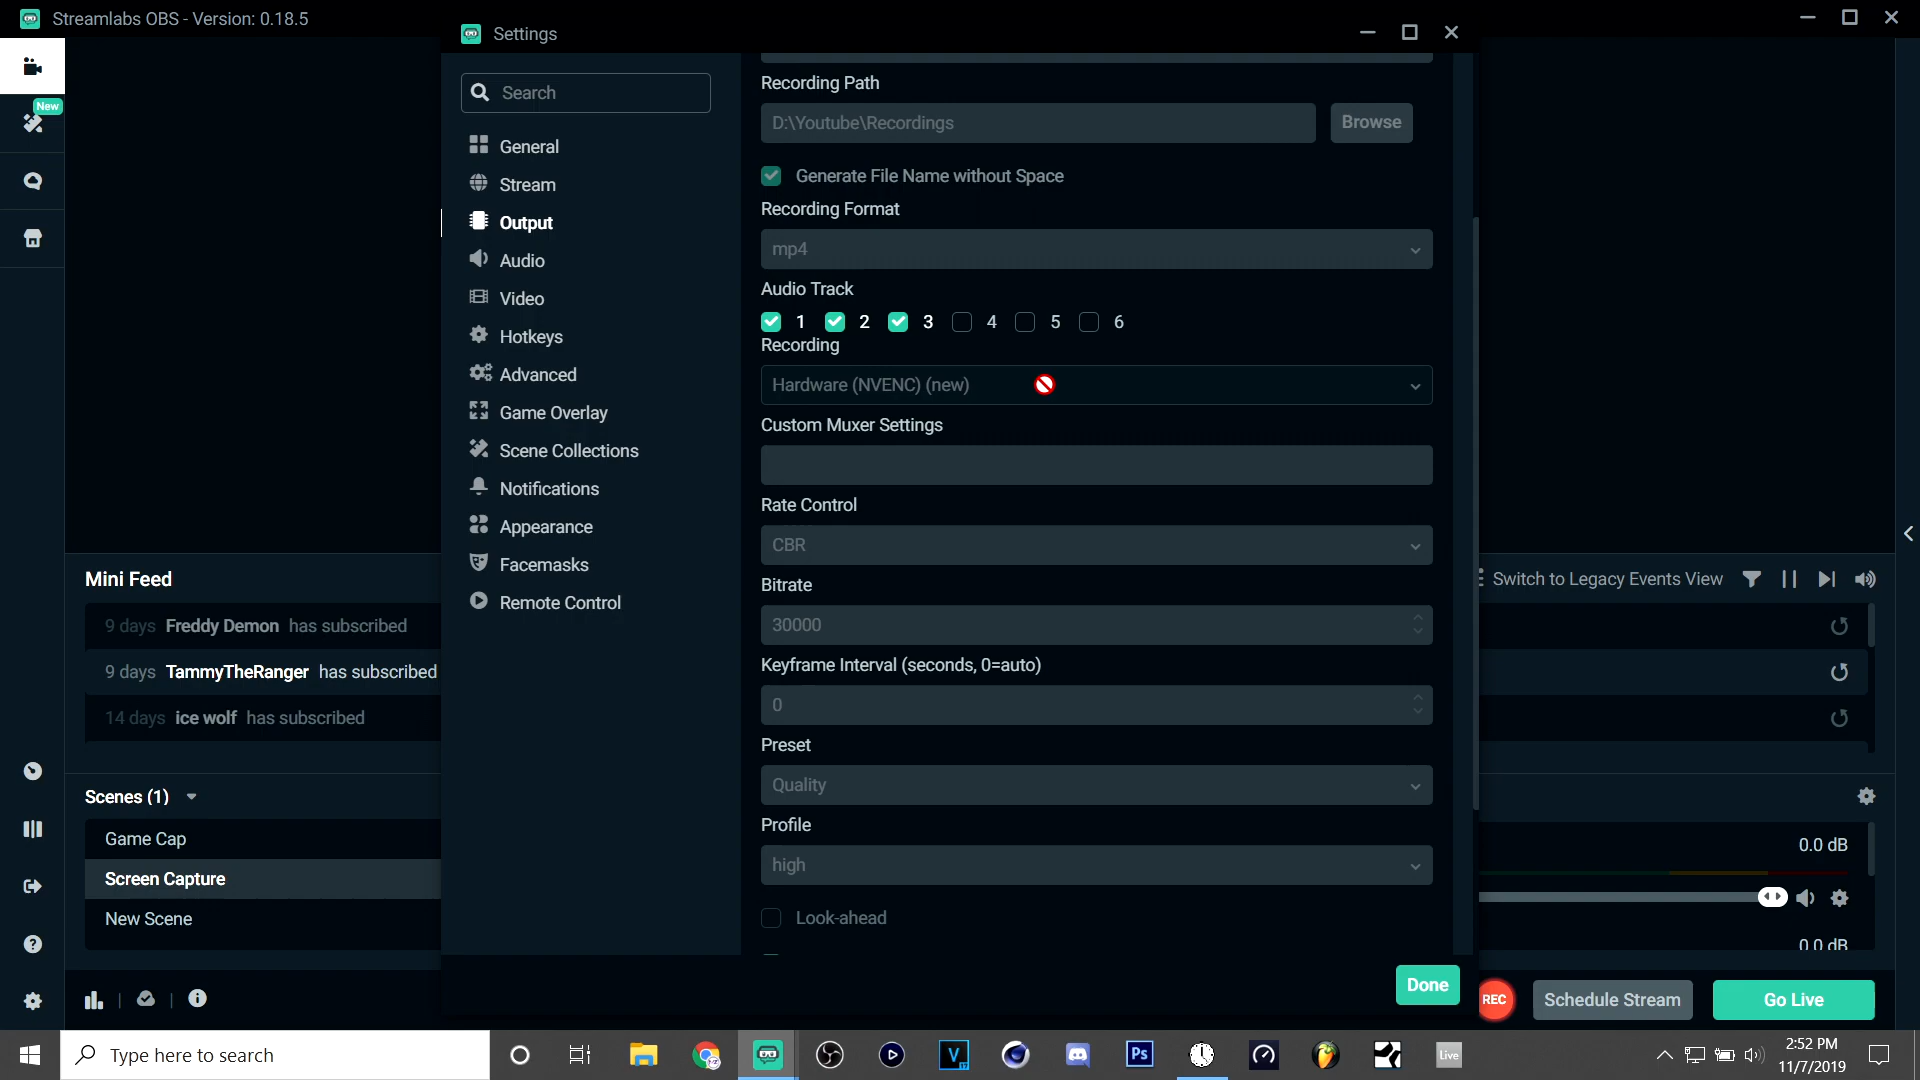 Streamlabs OBS - Version: 0.18.5
Settings
New
Search
General
Stream
Output
Audio
Video
Hotkeys
Advanced
Game Overlay
Scene Collections
Notifications
Appearance
Facemasks
Remote Control
Recording Path
D:\Youtube\Recordings
Browse
Generate File Name without Space
Recording Format
mp4
Audio Track
1 2 3 4 5 6
Recording
Hardware (NVENC) (new)
Custom Muxer Settings
Rate Control
CBR
Bitrate
30000
Keyframe Interval (seconds, 0=auto)
0
Preset
Quality
Profile
high
Look-ahead
Done
Mini Feed
9 days Freddy Demon has subscribed
9 days TammyTheRanger has subscribed
14 days ice wolf has subscribed
Switch to Legacy Events View
Scenes (1)
Game Cap
Screen Capture
New Scene
0.0 dB
0.0 dB
REC
Schedule Stream
Go Live
Type here to search
V
17
Ps
Live
2:52 PM
11/7/2019